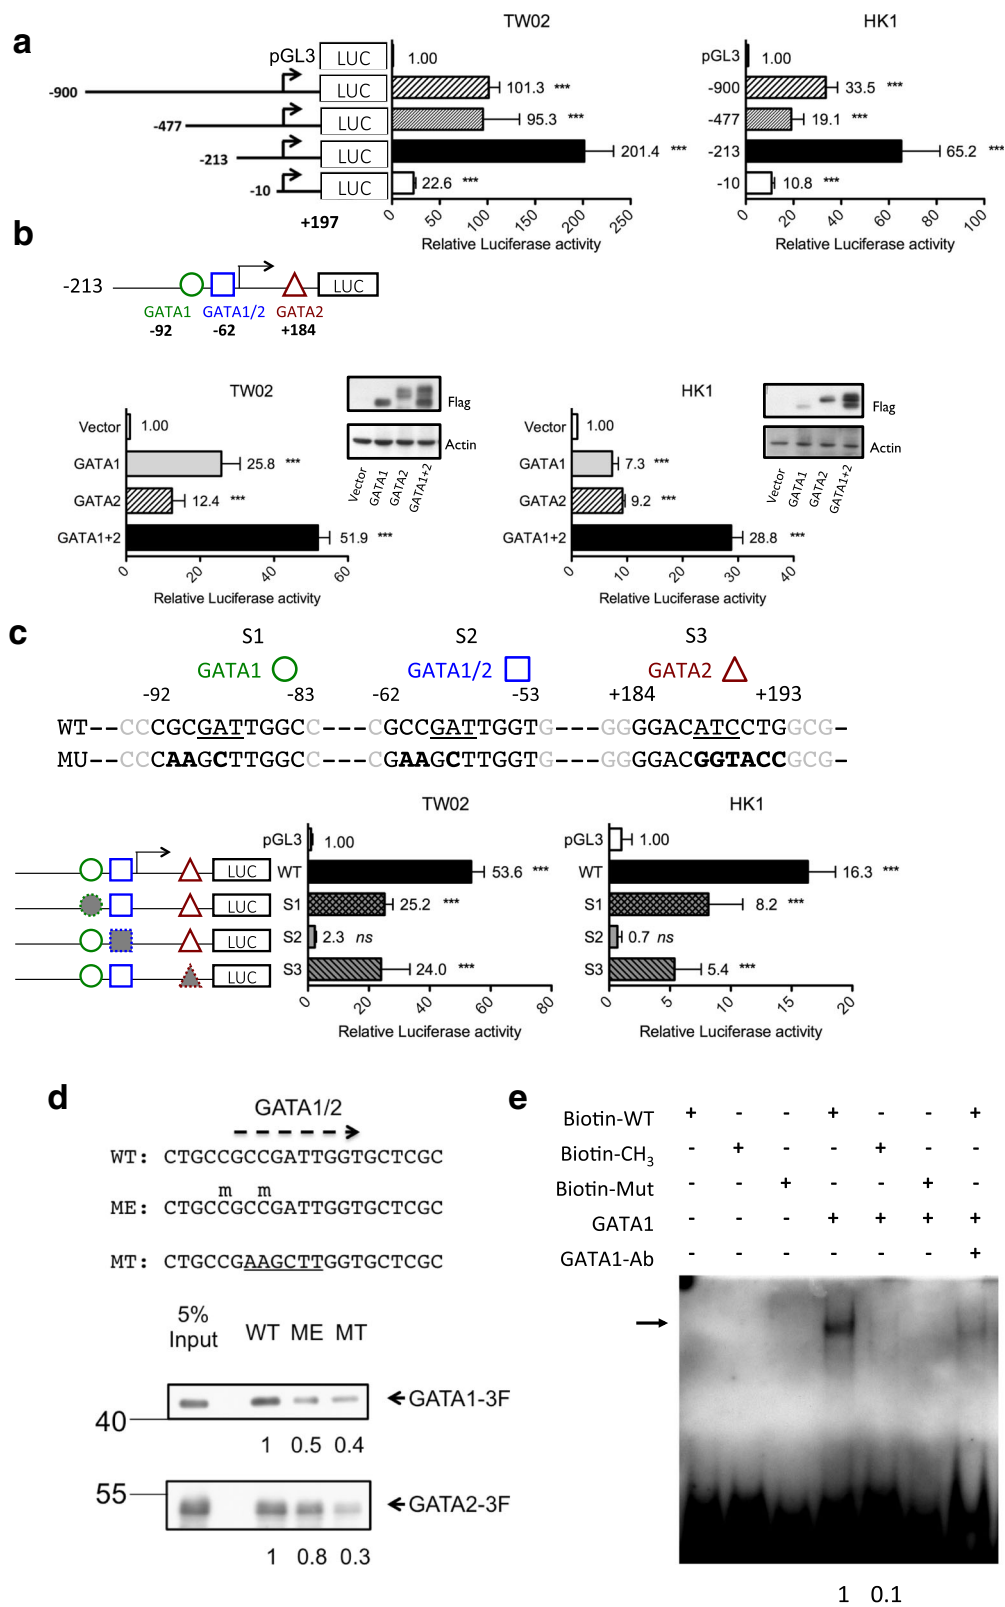 a
TW02
HK1
pGL3 LUC 1.00
-900 LUC 101.3 ***
-477 LUC 95.3 ***
-213 LUC 201.4 ***
-10 LUC 22.6 ***
+197
0 50 100 150 200 250
Relative Luciferase activity
pGL3 1.00
-900 33.5 ***
-477 19.1 ***
-213 65.2 ***
-10 10.8 ***
0 20 40 60 80 100
Relative Luciferase activity
b
-213 LUC
GATA1 GATA1/2 GATA2
-92 -62 +184
TW02
Vector 1.00
GATA1 25.8 ***
GATA2 12.4 ***
GATA1+2 51.9 ***
0 20 40 60
Relative Luciferase activity
Flag
Actin
Vector GATA1 GATA2 GATA1+2
HK1
Vector 1.00
GATA1 7.3 ***
GATA2 9.2 ***
GATA1+2 28.8 ***
0 10 20 30 40
Relative Luciferase activity
Flag
Actin
Vector GATA1 GATA2 GATA1+2
c
S1 S2 S3
GATA1 GATA1/2 GATA2
-92 -83 -62 -53 +184 +193
WT--CCCGCGATTGGCC---CGCCGATTGGTG---GGGGACATCCTGGCG-
MU--CCCAAGCTTGGCC---CGAAGCTTGGTG---GGGGACGGTACCGCG-
TW02
HK1
LUC
LUC
LUC
LUC
pGL3 1.00
WT 53.6 ***
S1 25.2 ***
S2 2.3 ns
S3 24.0 ***
0 20 40 60 80
Relative Luciferase activity
pGL3 1.00
WT 16.3 ***
S1 8.2 ***
S2 0.7 ns
S3 5.4 ***
0 5 10 15 20
Relative Luciferase activity
d
GATA1/2
WT: CTGCCGCCGATTGGTGCTCGC
m m
ME: CTGCCGCCGATTGGTGCTCGC
MT: CTGCCGAAGCTTGGTGCTCGC
5%
Input WT ME MT
GATA1-3F
40
1 0.5 0.4
55
GATA2-3F
1 0.8 0.3
e
Biotin-WT + - - + - - +
Biotin-CH3 - + - - + - -
Biotin-Mut - - + - - + -
GATA1 - - - + + + +
GATA1-Ab - - - - - - +
1 0.1